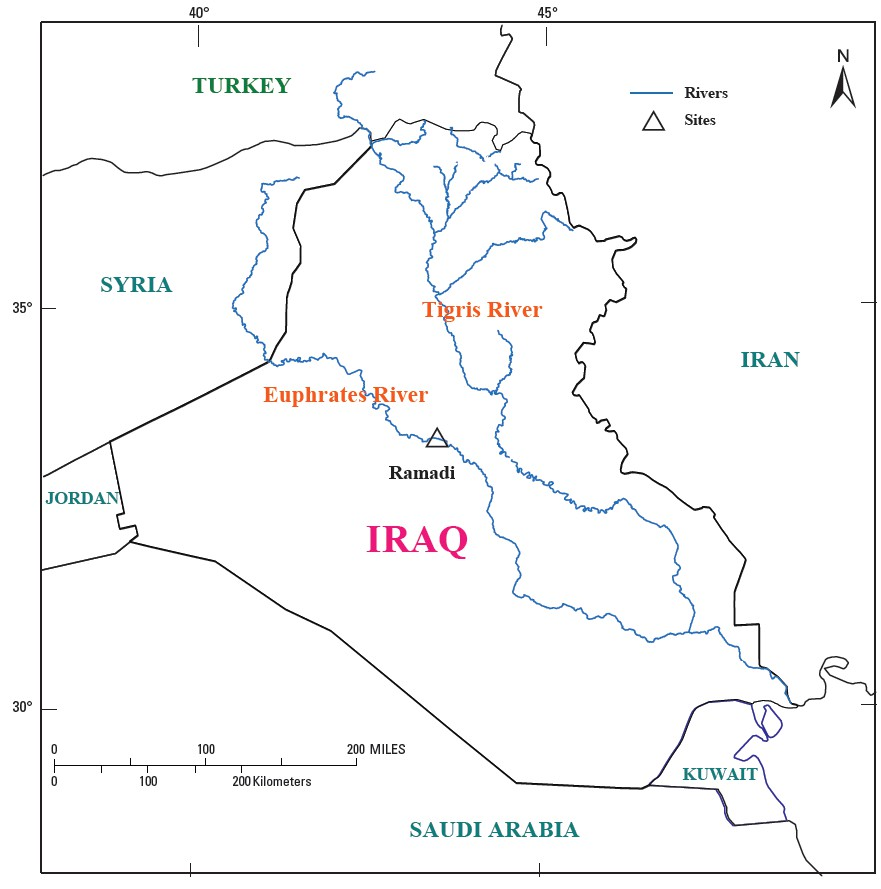 40° 45°
N
TURKEY
Rivers
Sites
SYRIA
35°
Tigris River
IRAN
Euphrates River
Ramadi
JORDAN
IRAQ
30°
0 100 200 MILES
0 100 200 Kilometers
KUWAIT
SAUDI ARABIA